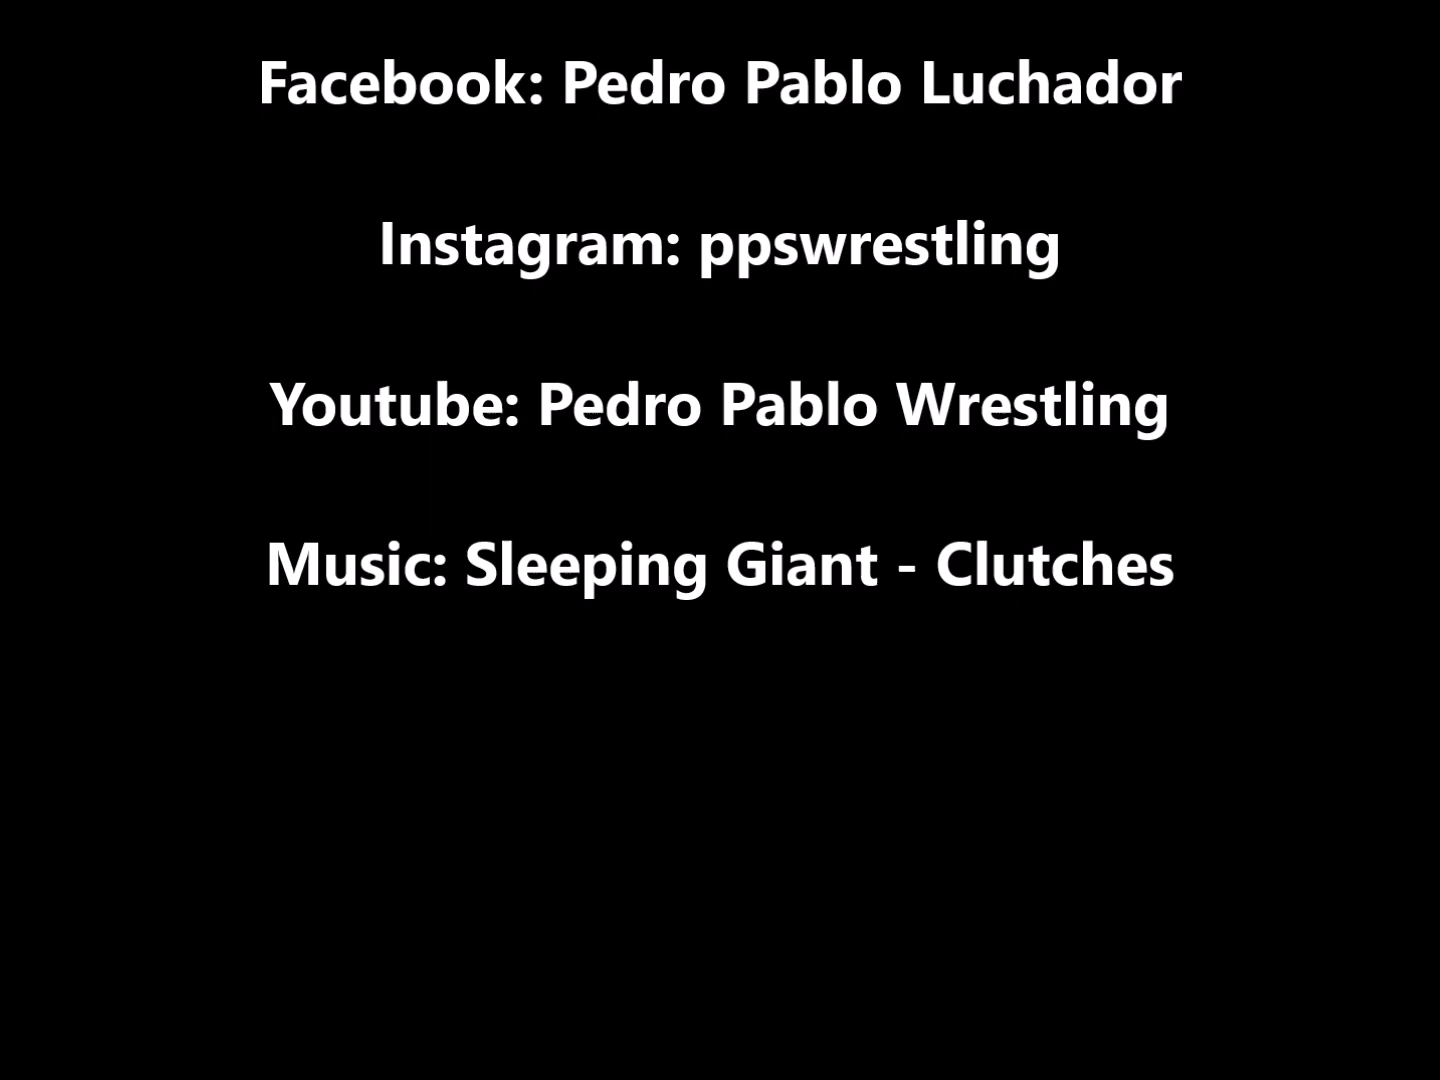 Facebook: Pedro Pablo Luchador
Instagram: ppswrestling
Youtube: Pedro Pablo Wrestling
Music: Sleeping Giant - Clutches